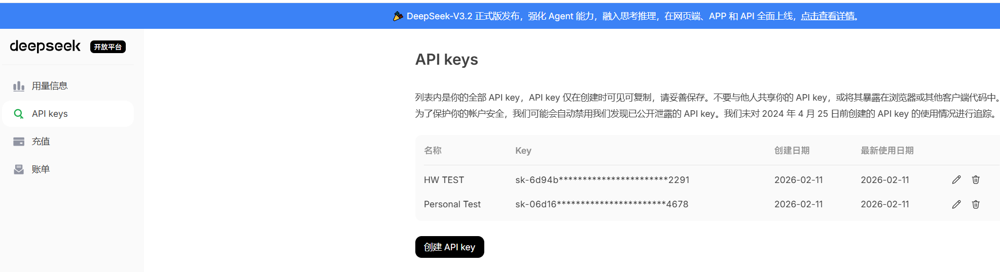 DeepSeek-V3.2 正式版发布，强化 Agent 能力，融入思考推理，在网页端、APP 和 API 全面上线，点击查看详情。
deepseek 开放平台
用量信息
API keys
充值
账单
API keys
列表内是你的全部 API key，API key 仅在创建时可见可复制，请妥善保存。不要与他人共享你的 API key，或将其暴露在浏览器或其他客户端代码中。
为了保护你的帐户安全，我们可能会自动禁用我们发现已公开泄露的 API key。我们未对 2024 年 4 月 25 日前创建的 API key 的使用情况进行追踪。
名称 Key 创建日期 最新使用日期
HW TEST sk-6d94b***********************2291 2026-02-11 2026-02-11
Personal Test sk-06d16***********************4678 2026-02-11 2026-02-11
创建 API key